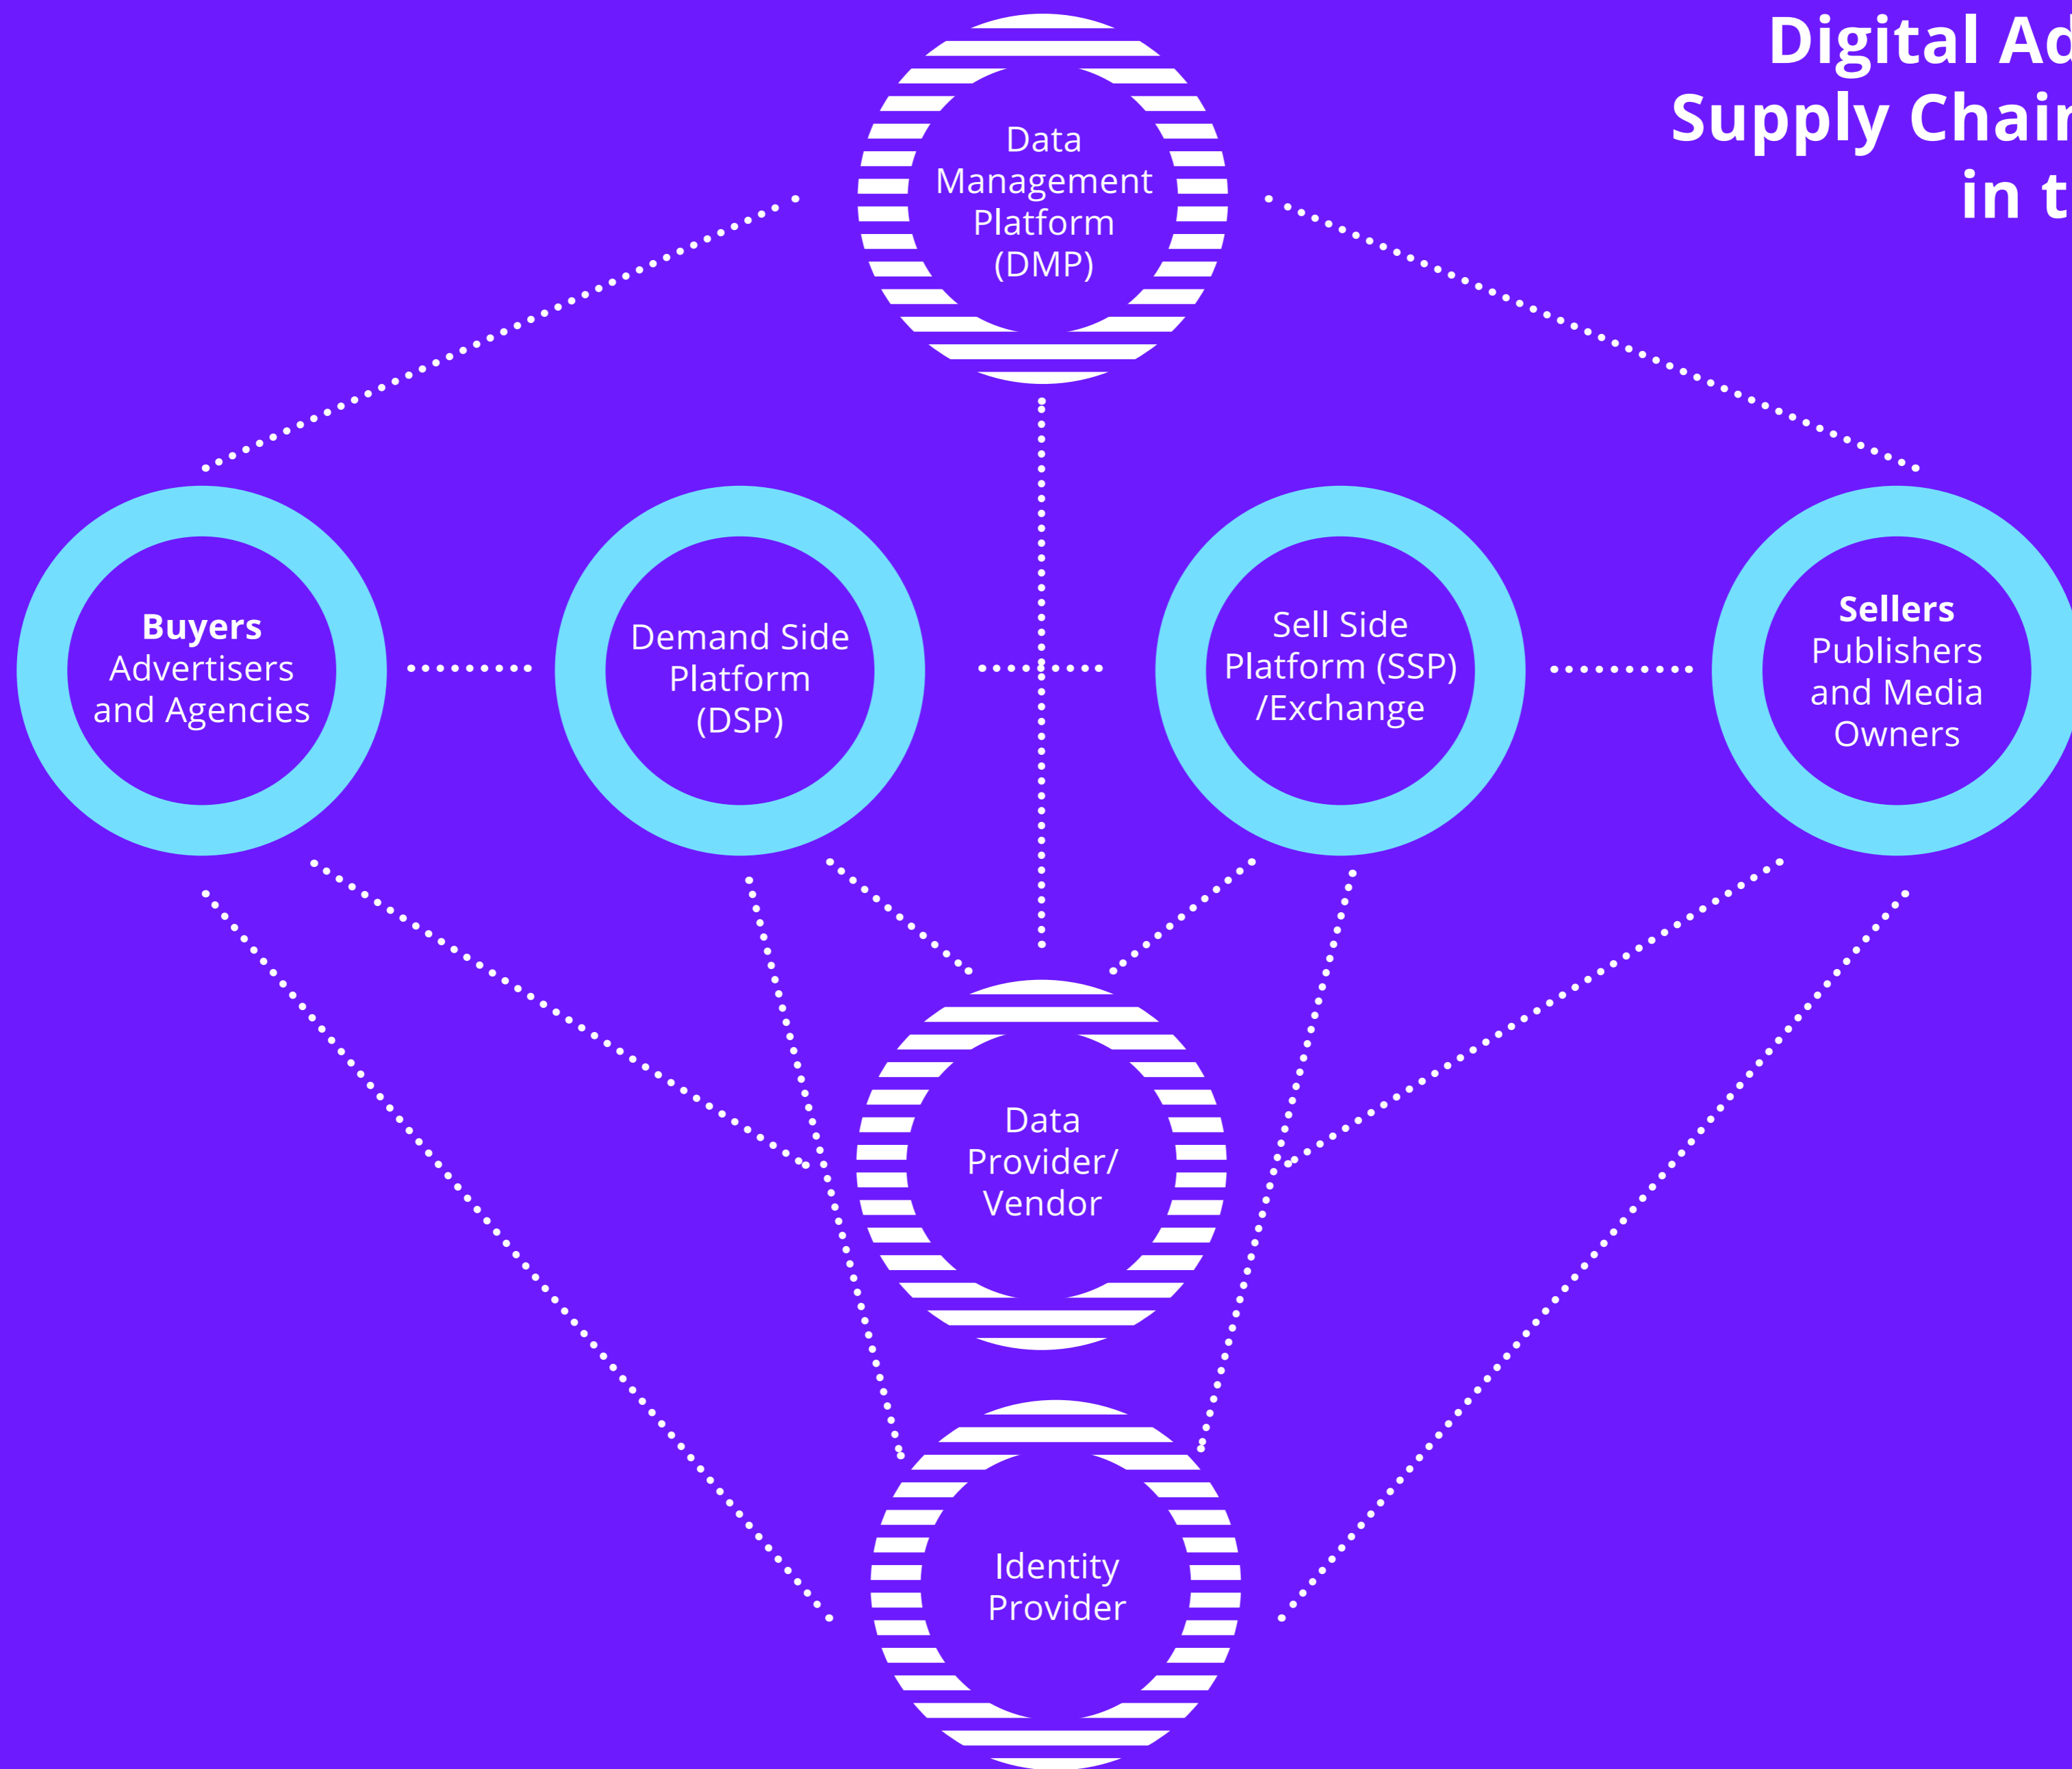 Digital Ad
Supply Chain
in t
Data
Management
Platform
(DMP)
Buyers
Advertisers
and Agencies
Demand Side
Platform
(DSP)
Sell Side
Platform (SSP)
/Exchange
Sellers
Publishers
and Media
Owners
Data
Provider/
Vendor
Identity
Provider